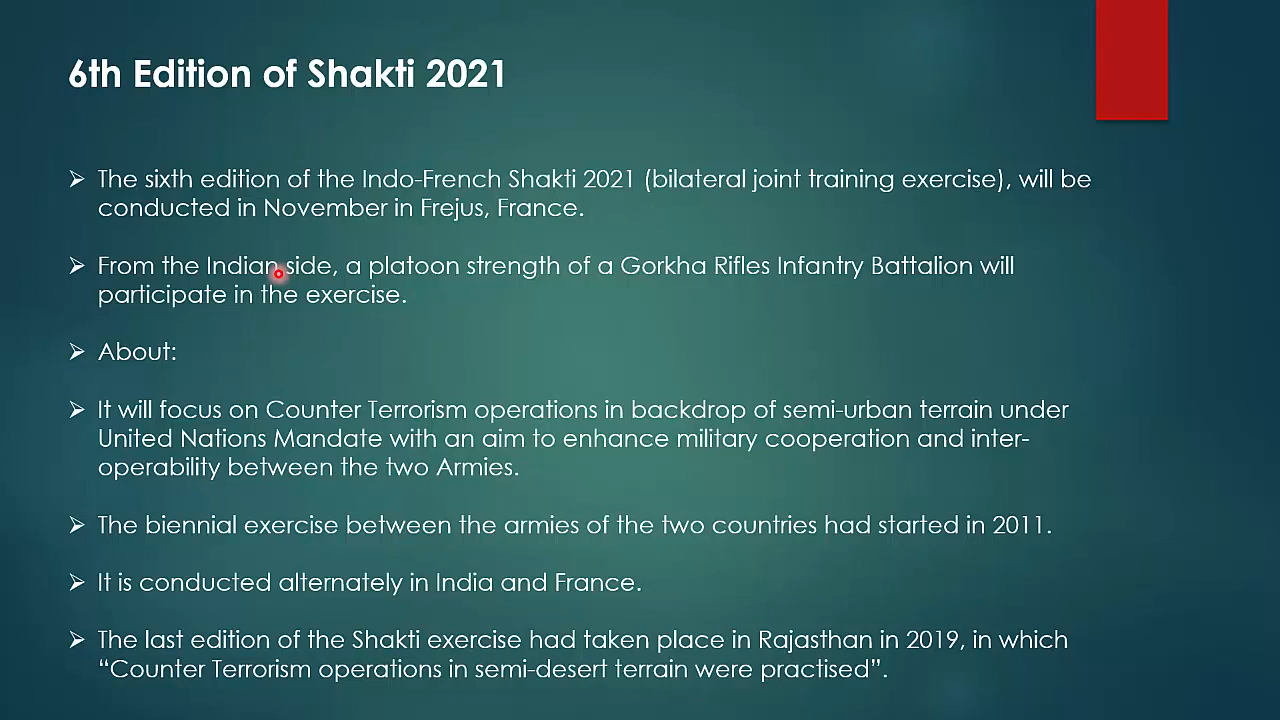 6th Edition of Shakti 2021
➢ The sixth edition of the Indo-French Shakti 2021 (bilateral joint training exercise), will be
conducted in November in Frejus, France.
➢ From the Indian side, a platoon strength of a Gorkha Rifles Infantry Battalion will
participate in the exercise.
➢ About:
➢ It will focus on Counter Terrorism operations in backdrop of semi-urban terrain under
United Nations Mandate with an aim to enhance military cooperation and inter-
operability between the two Armies.
➢ The biennial exercise between the armies of the two countries had started in 2011.
➢ It is conducted alternately in India and France.
➢ The last edition of the Shakti exercise had taken place in Rajasthan in 2019, in which
“Counter Terrorism operations in semi-desert terrain were practised”.